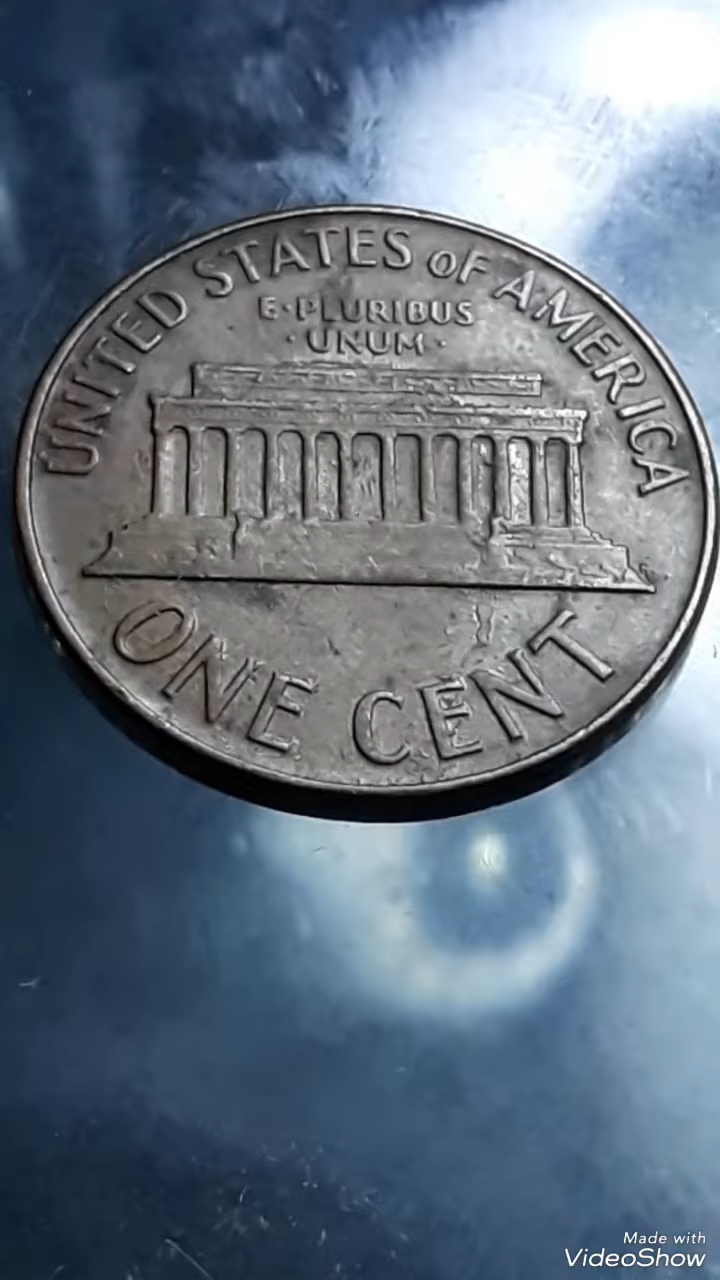 UNITED STATES OF AMERICA
E·PLURIBUS
·UNUM·
ONE CENT
Made with
VideoShow